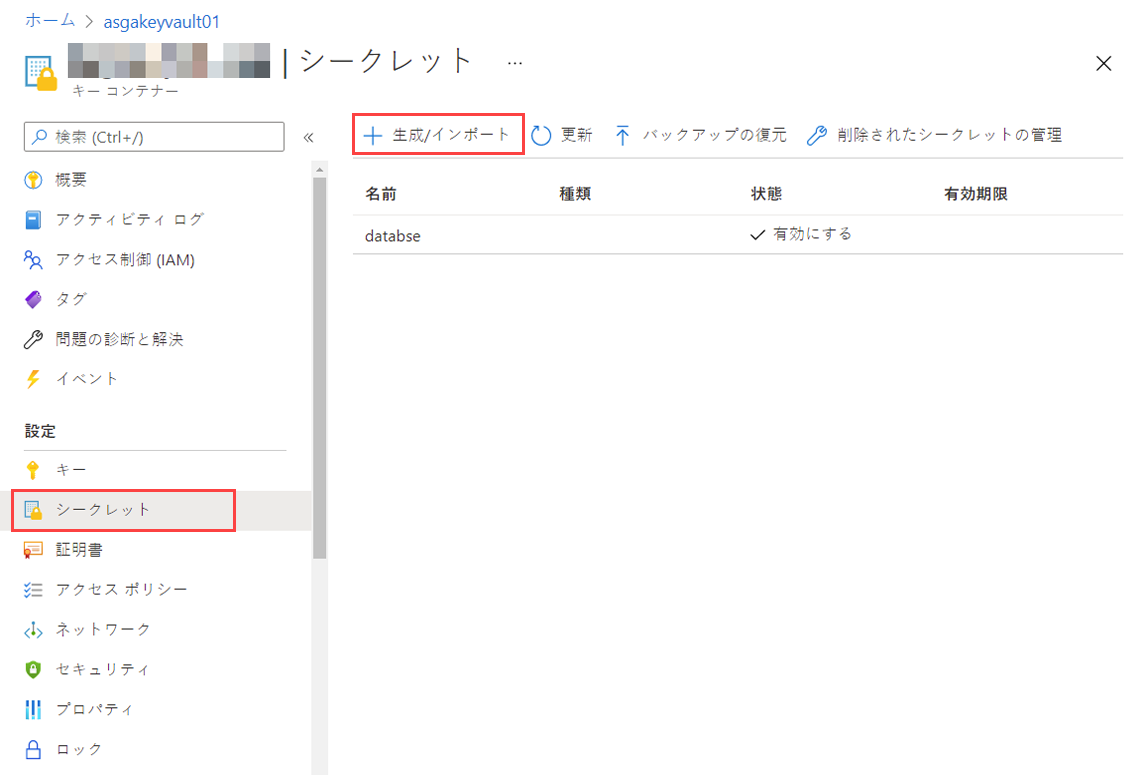 ホーム > asgakeyvault01
| シークレット ...
キー コンテナー
検索 (Ctrl+/)
«
+ 生成/インポート 更新 バックアップの復元 削除されたシークレットの管理
概要
アクティビティ ログ
アクセス制御 (IAM)
タグ
問題の診断と解決
イベント
設定
キー
シークレット
証明書
アクセス ポリシー
ネットワーク
セキュリティ
プロパティ
ロック
名前 種類 状態 有効期限
databse ✓ 有効にする